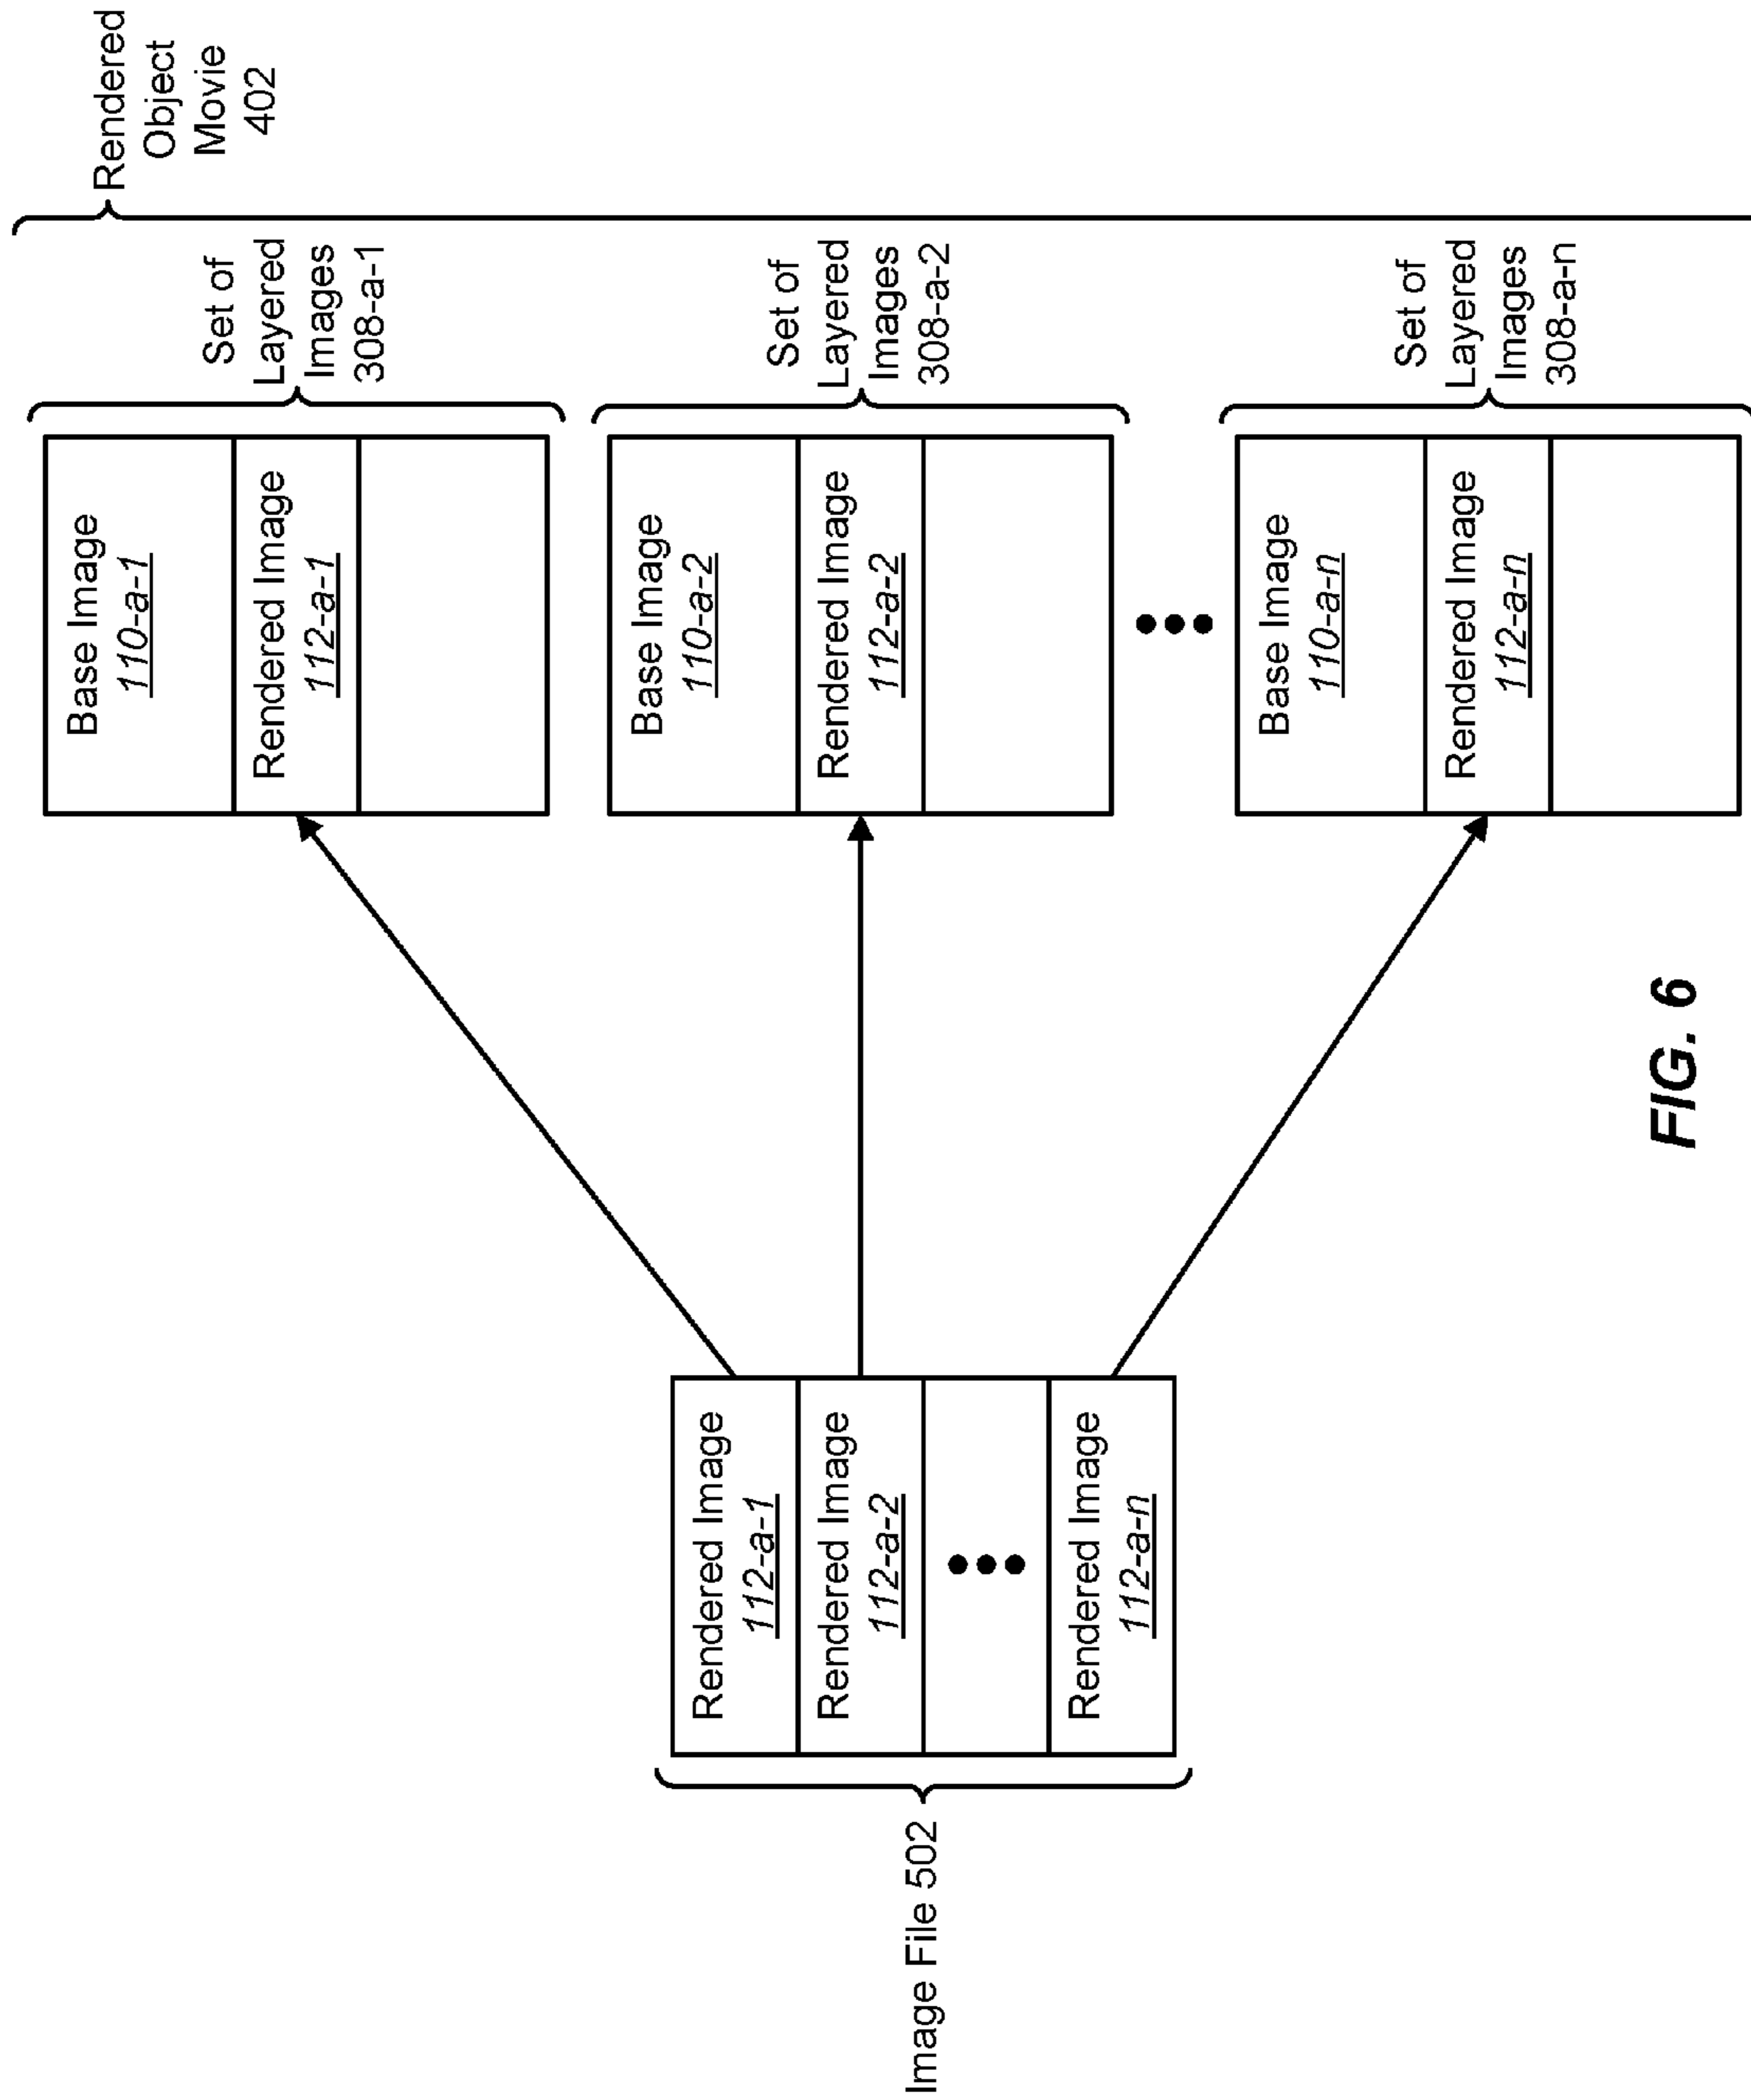 Image File 502
Rendered Image
112-a-1
Rendered Image
112-a-2
Rendered Image
112-a-n
Base Image
110-a-1
Rendered Image
112-a-1
Set of
Layered
Images
308-a-1
Base Image
110-a-2
Rendered Image
112-a-2
Set of
Layered
Images
308-a-2
Base Image
110-a-n
Rendered Image
112-a-n
Set of
Layered
Images
308-a-n
Rendered
Object
Movie
402
FIG. 6